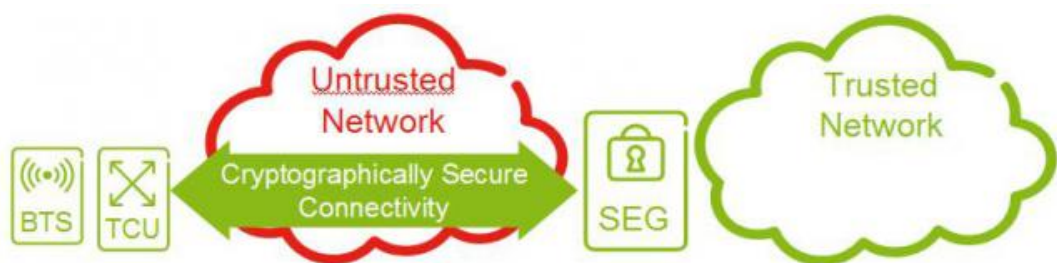 Untrusted
Network
Trusted
Network
Cryptographically Secure
Connectivity
BTS
TCU
SEG